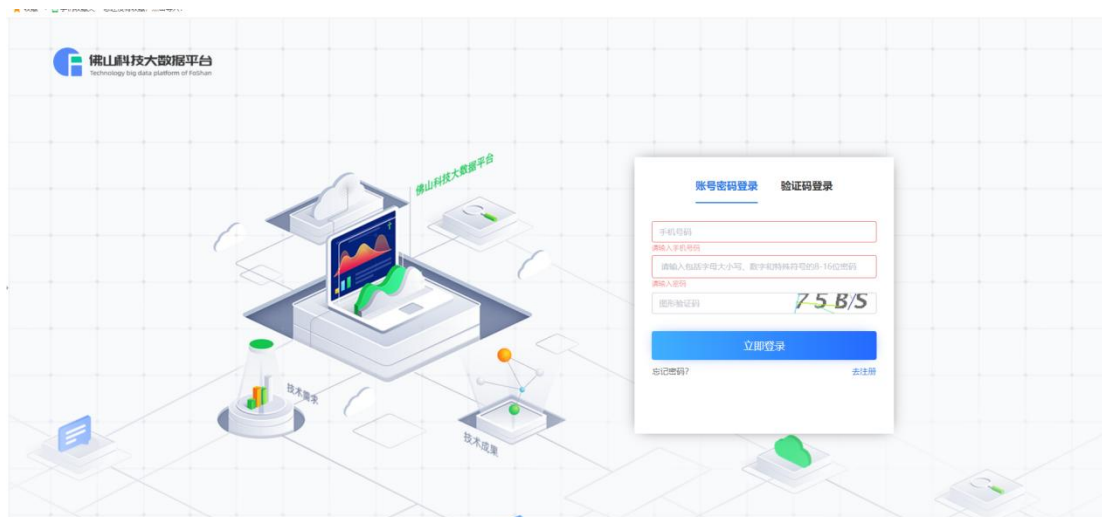 佛山科技大数据平台
Technology big data platform of FoShan
佛山科技大数据平台
账号密码登录 验证码登录
手机号码
请输入手机号码
请输入包括字母大小写、数字和特殊符号的8-16位密码
请输入密码
图形验证码 75B/S
立即登录
忘记密码? 去注册
技术需求
技术成果